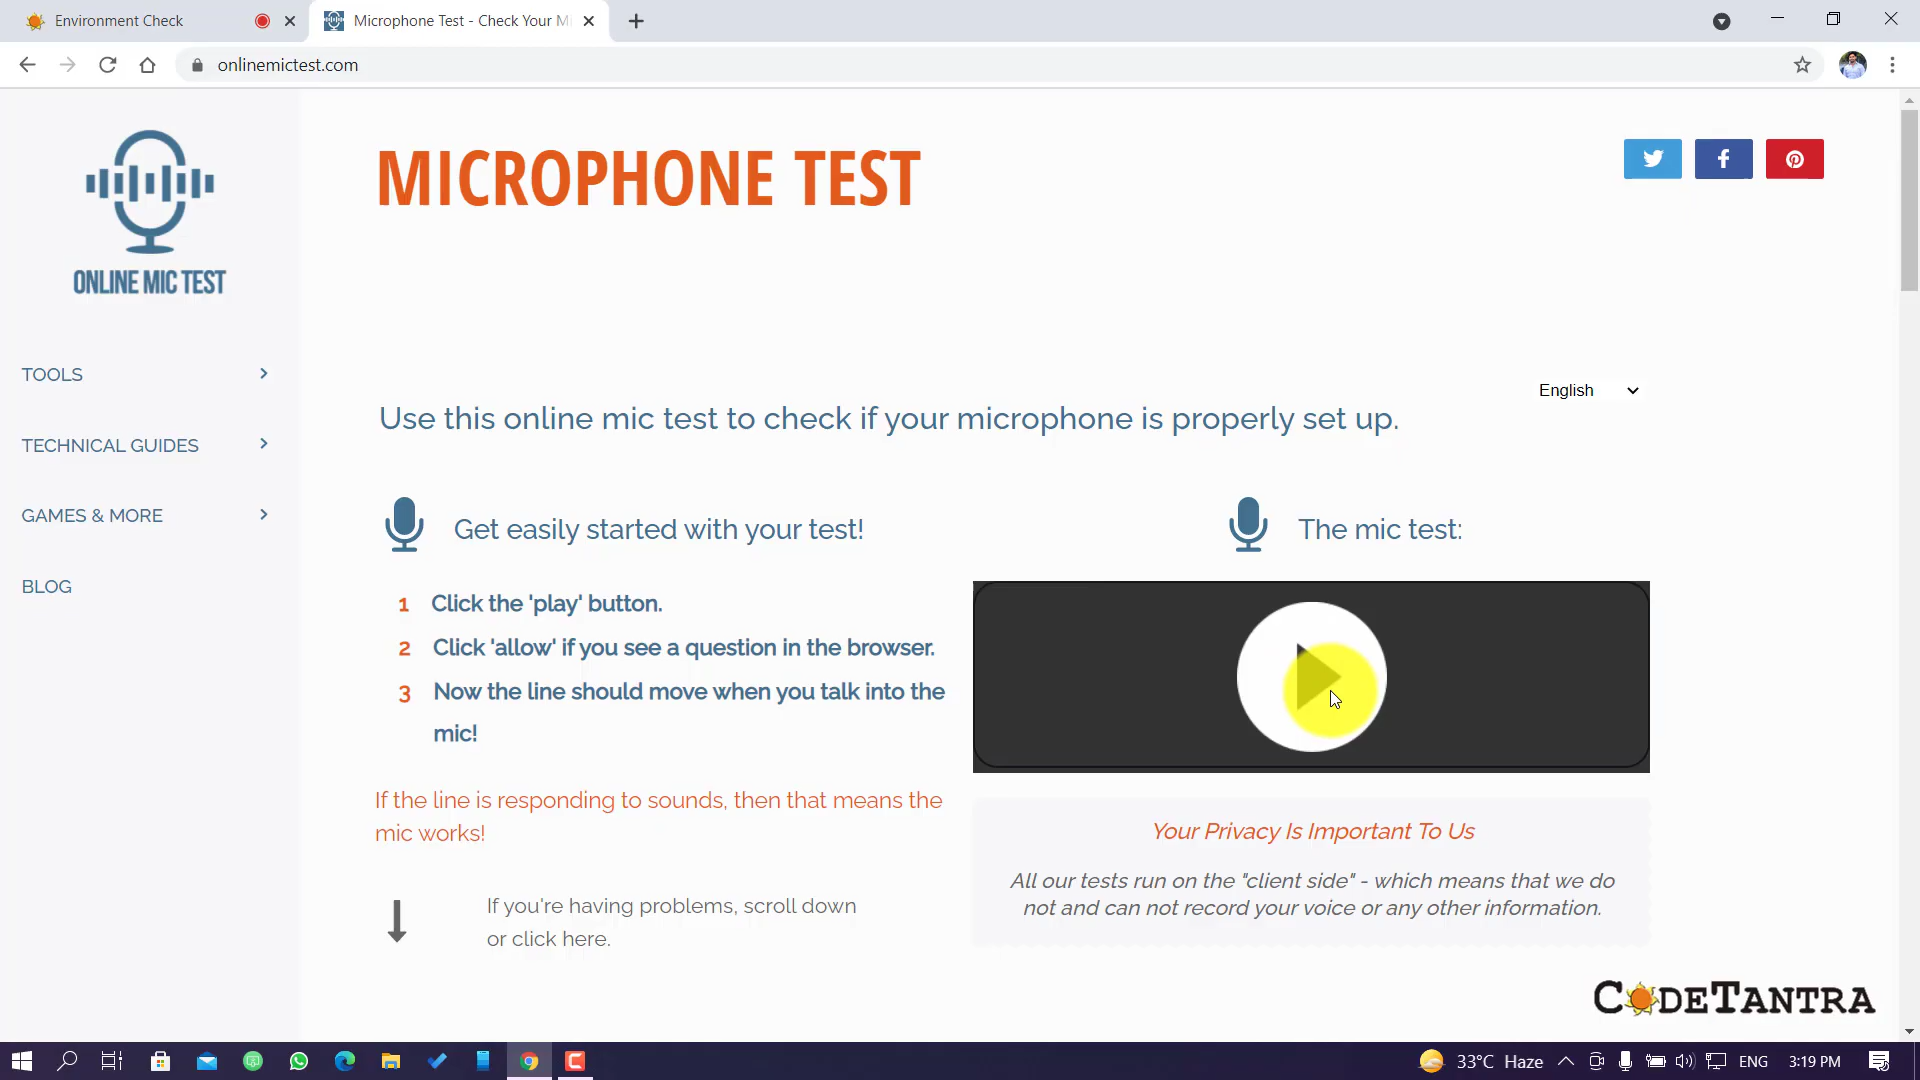 Environment Check
Microphone Test - Check Your M
onlinemictest.com
ONLINE MIC TEST
MICROPHONE TEST
TOOLS
TECHNICAL GUIDES
GAMES & MORE
BLOG
English
Use this online mic test to check if your microphone is properly set up.
Get easily started with your test!
1 Click the 'play' button.
2 Click 'allow' if you see a question in the browser.
3 Now the line should move when you talk into the
mic!
If the line is responding to sounds, then that means the
mic works!
If you're having problems, scroll down
or click here.
The mic test:
Your Privacy Is Important To Us
All our tests run on the "client side" - which means that we do
not and can not record your voice or any other information.
CODETANTRA
33°C Haze
ENG
3:19 PM